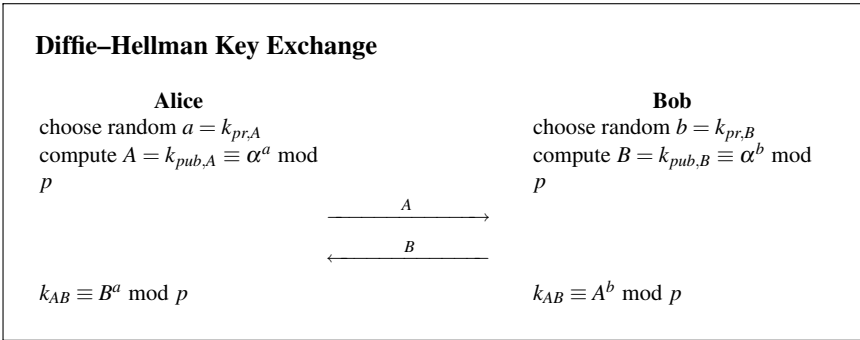 Diffie–Hellman Key Exchange
Alice
choose random a = k_{pr,A}
compute A = k_{pub,A} ≡ α^a mod
p
Bob
choose random b = k_{pr,B}
compute B = k_{pub,B} ≡ α^b mod
p
A
B
k_{AB} ≡ B^a mod p
k_{AB} ≡ A^b mod p